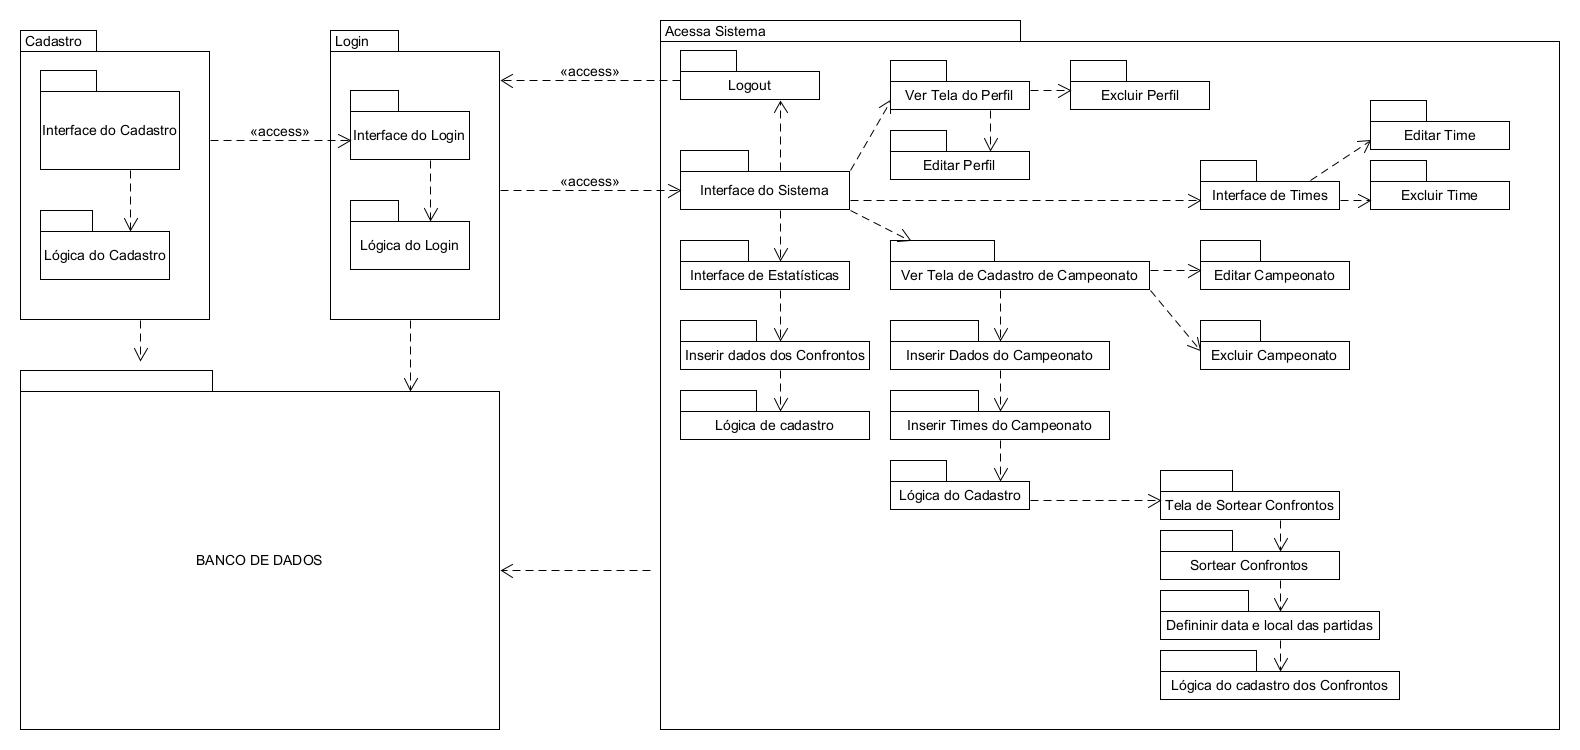 Cadastro
Interface do Cadastro
Lógica do Cadastro
«access»
Login
Interface do Login
Lógica do Login
«access»
«access»
BANCO DE DADOS
Acessa Sistema
Logout
Interface do Sistema
Interface de Estatísticas
Inserir dados dos Confrontos
Lógica de cadastro
Ver Tela do Perfil
Excluir Perfil
Editar Perfil
Interface de Times
Editar Time
Excluir Time
Ver Tela de Cadastro de Campeonato
Editar Campeonato
Excluir Campeonato
Inserir Dados do Campeonato
Inserir Times do Campeonato
Lógica do Cadastro
Tela de Sortear Confrontos
Sortear Confrontos
Defininir data e local das partidas
Lógica do cadastro dos Confrontos